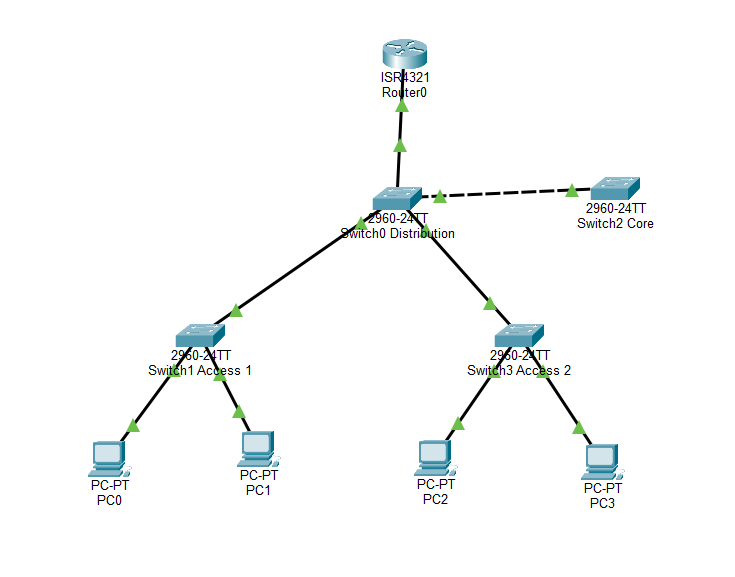 ISR4321
Router0
2960-24TT
Switch0 Distribution
2960-24TT
Switch2 Core
2960-24TT
Switch1 Access 1
2960-24TT
Switch3 Access 2
PC-PT
PC0
PC-PT
PC1
PC-PT
PC2
PC-PT
PC3